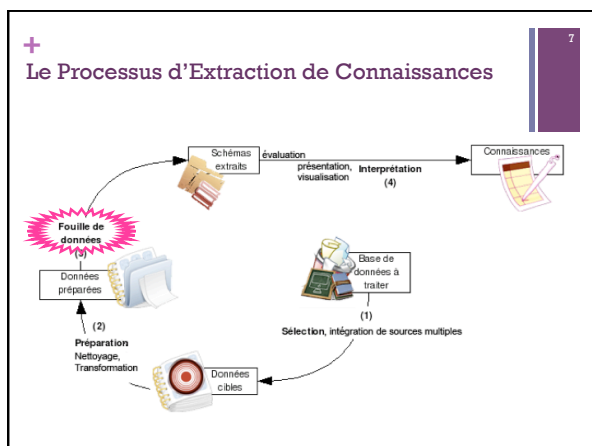 +
7
Le Processus d'Extraction de Connaissances
Schémas
extraits
évaluation
présentation,
visualisation
Interprétation
(4)
Connaissances
Fouille de
données
(3)
Données
préparées
Base de
données à
traiter
(1)
Sélection, intégration de sources multiples
(2)
Préparation
Nettoyage,
Transformation
Données
cibles